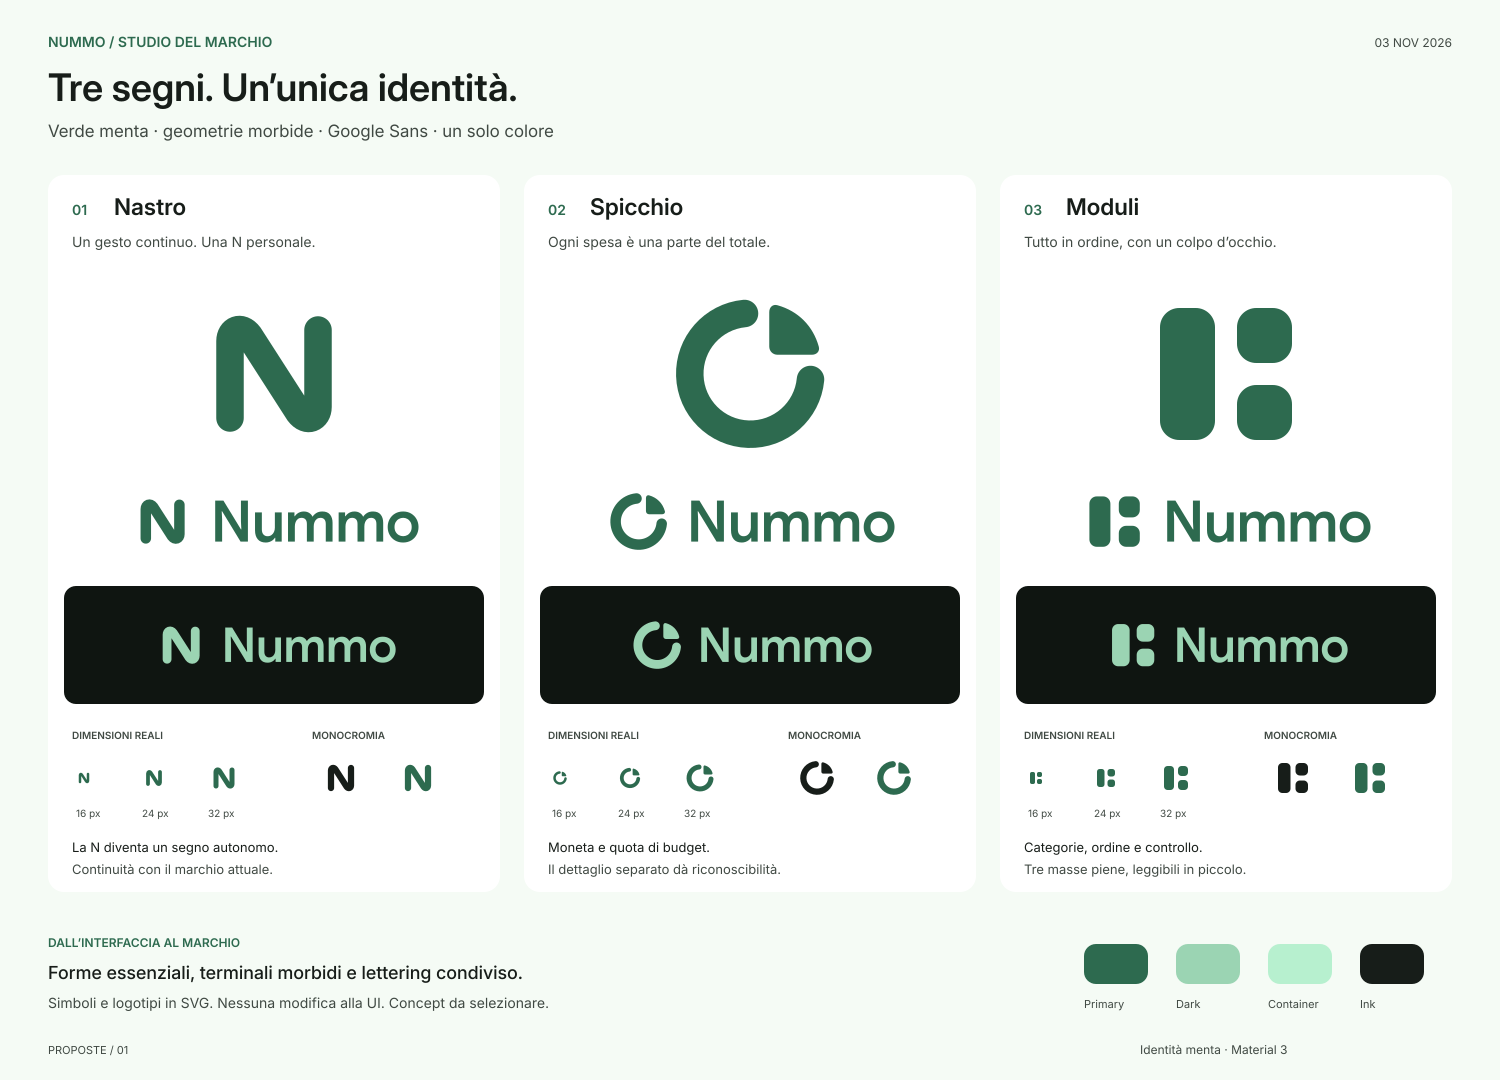 NUMMO / STUDIO DEL MARCHIO
03 NOV 2026
Tre segni. Un’unica identità.
Verde menta · geometrie morbide · Google Sans · un solo colore
01 Nastro
Un gesto continuo. Una N personale.
Nummo
Nummo
DIMENSIONI REALI
MONOCROMIA
16 px
24 px
32 px
La N diventa un segno autonomo.
Continuità con il marchio attuale.
02 Spicchio
Ogni spesa è una parte del totale.
Nummo
Nummo
DIMENSIONI REALI
MONOCROMIA
16 px
24 px
32 px
Moneta e quota di budget.
Il dettaglio separato dà riconoscibilità.
03 Moduli
Tutto in ordine, con un colpo d’occhio.
Nummo
Nummo
DIMENSIONI REALI
MONOCROMIA
16 px
24 px
32 px
Categorie, ordine e controllo.
Tre masse piene, leggibili in piccolo.
DALL’INTERFACCIA AL MARCHIO
Forme essenziali, terminali morbidi e lettering condiviso.
Simboli e logotipi in SVG. Nessuna modifica alla UI. Concept da selezionare.
Primary
Dark
Container
Ink
PROPOSTE / 01
Identità menta · Material 3